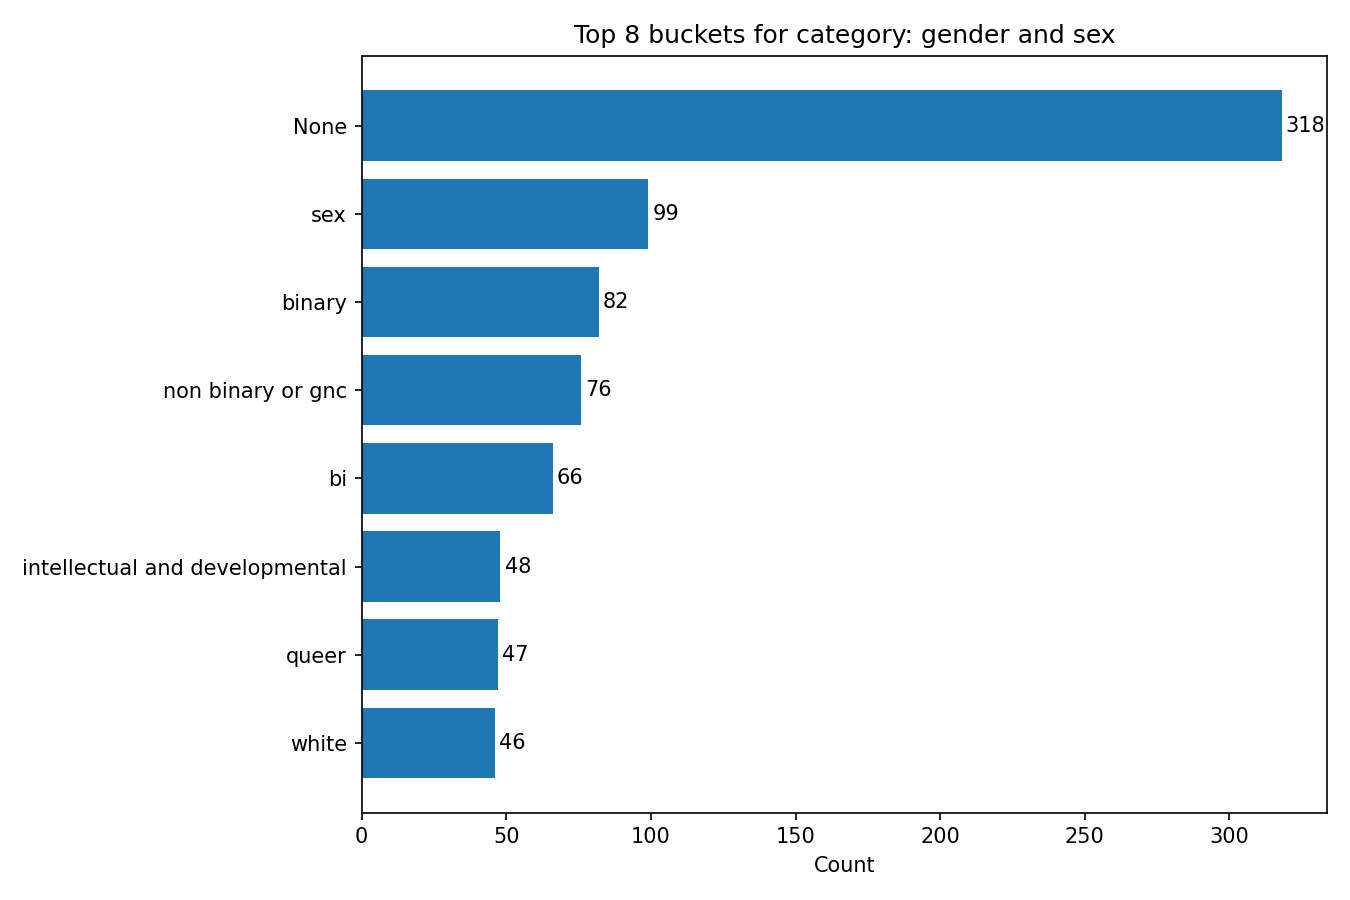 Top 8 buckets for category: gender and sex
None
318
sex
99
binary
82
non binary or gnc
76
bi
66
intellectual and developmental
48
queer
47
white
46
0 50 100 150 200 250 300
Count